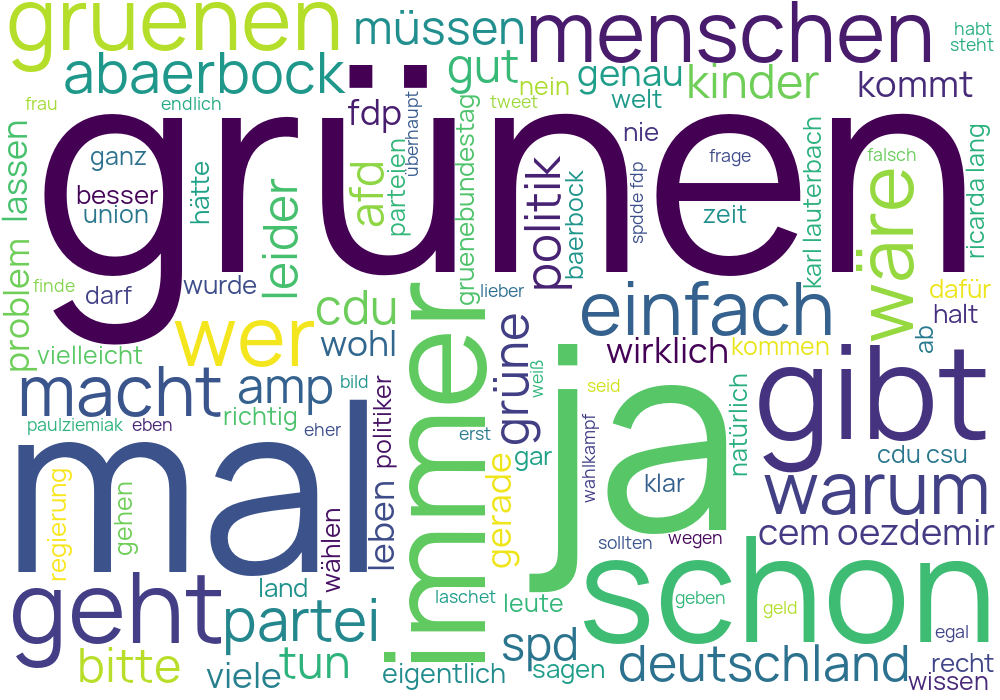 gruenen
müssen
menschen
habt
steht
abaerbock
gut
genau
kinder
kommt
frau
endlich
nein
tweet
welt
fdp
überhaupt
grünen
nie
ganz
besser
union
hätte
leider
afd
parteien
gruenebundestag
politik
baerbock
spdde fdp
frage
zeit
karl lauterbach
falsch
wäre
ricarda lang
lassen
problem
finde
darf
wurde
lieber
dafür
halt
ab
cdu
wer
wohl
einfach
wirklich
kommen
vielleicht
immer
grüne
weiß
ja
gibt
macht
amp
bild
politiker
seid
natürlich
richtig
paulziemiak
eben
eher
erst
wahlkampf
mal
leben
gar
klar
cdu csu
warum
regierung
gehen
gerade
wählen
sollten
wegen
cem oezdemir
geht
land
laschet
leute
geben
geld
schon
egal
partei
spd
bitte
viele
tun
eigentlich
sagen
deutschland
recht
wissen